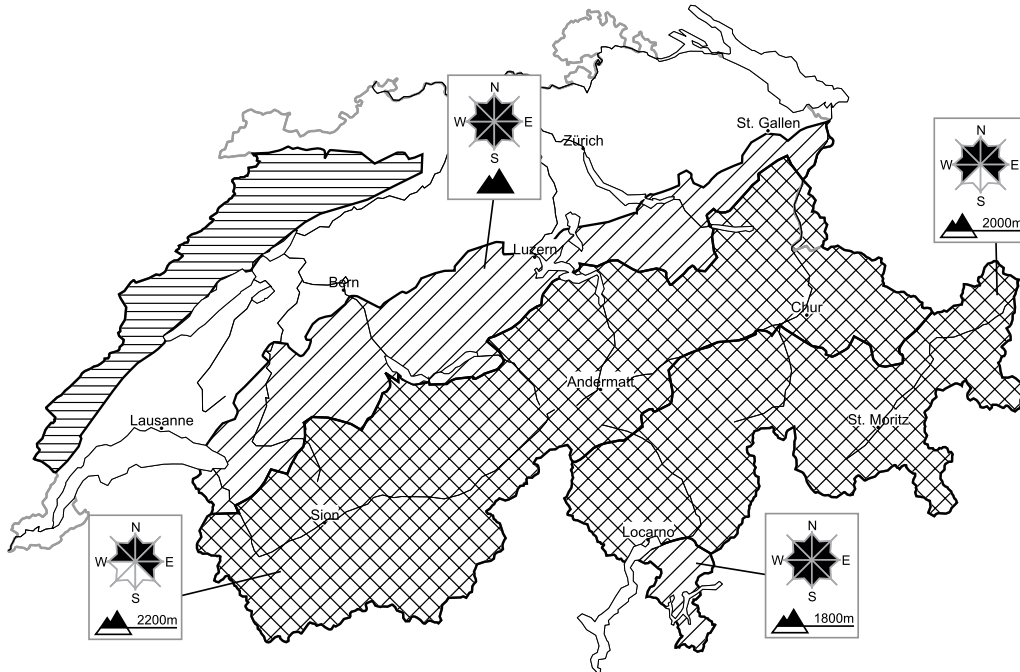 N
W E
S
Zürich
St. Gallen
N
W E
S
2000m
Luzern
Bern
Chur
Andermatt
Lausanne
St. Moritz
Sion
Locarno
N
W E
S
2200m
N
W E
S
1800m